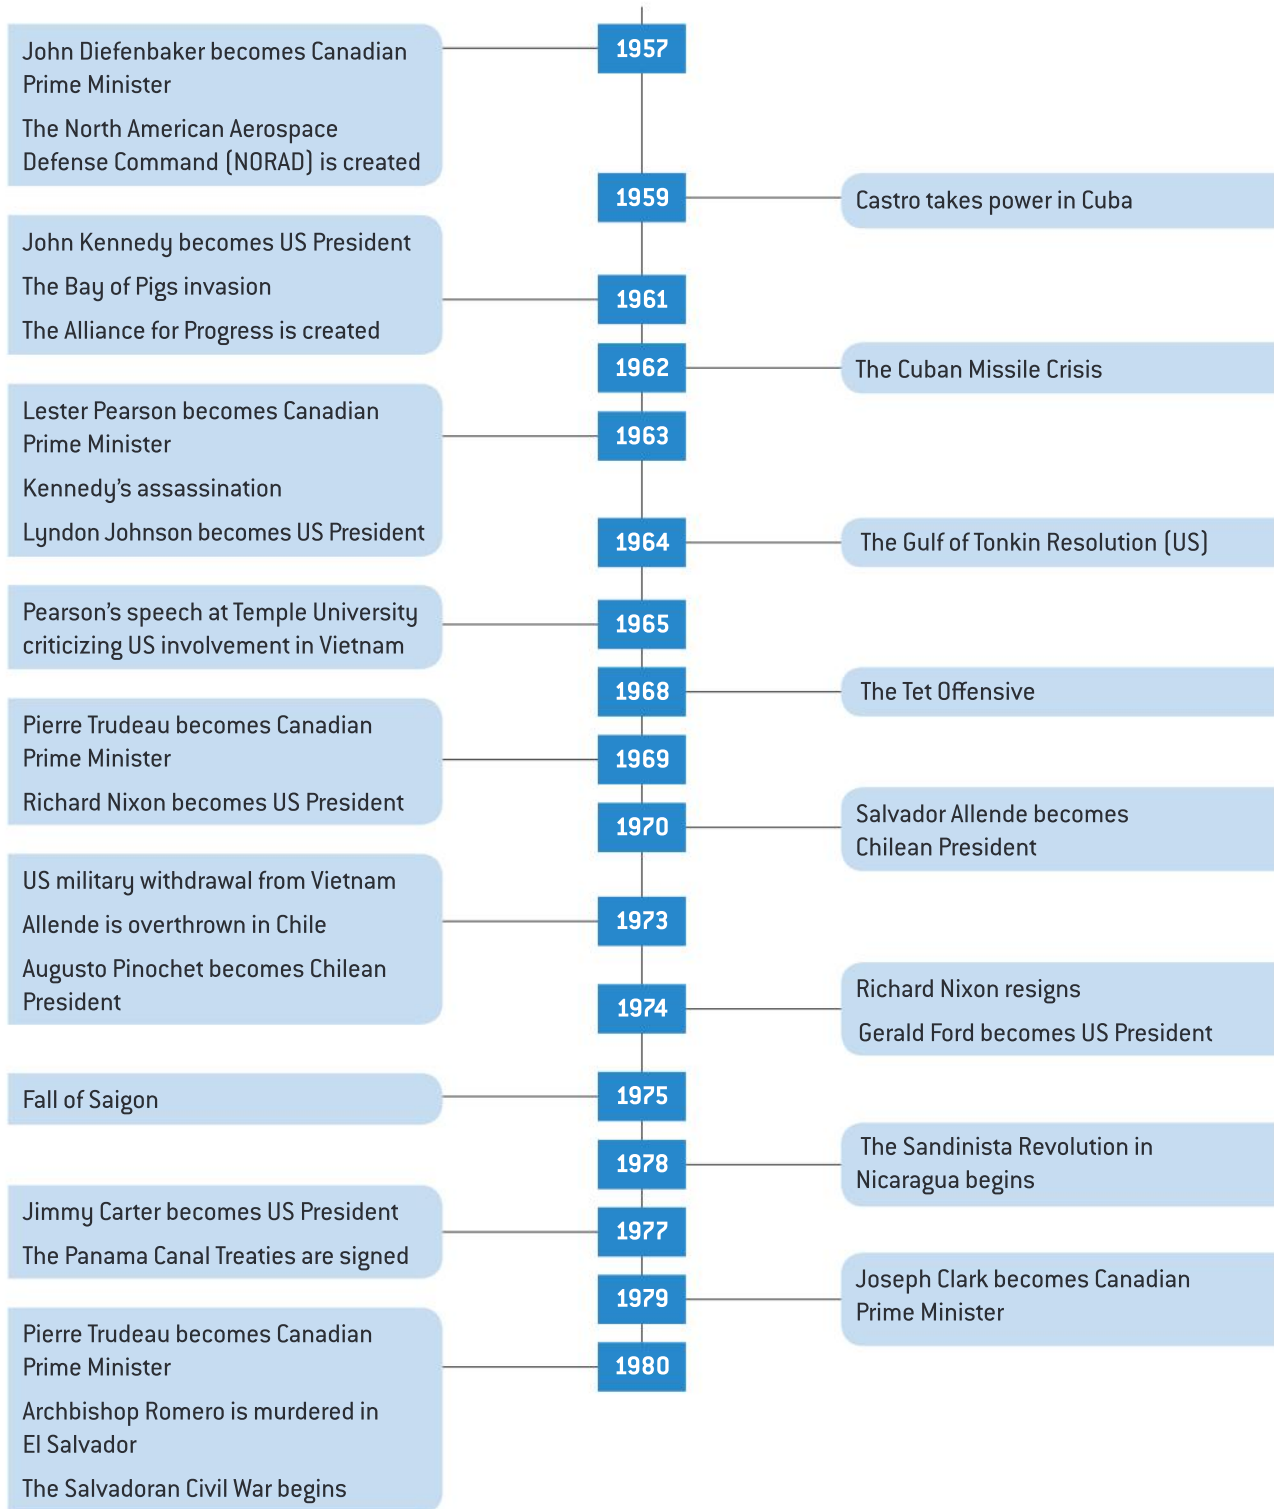 1957
John Diefenbaker becomes Canadian
Prime Minister
The North American Aerospace
Defense Command (NORAD) is created
1959
Castro takes power in Cuba
1961
John Kennedy becomes US President
The Bay of Pigs invasion
The Alliance for Progress is created
1962
The Cuban Missile Crisis
1963
Lester Pearson becomes Canadian
Prime Minister
Kennedy's assassination
Lyndon Johnson becomes US President
1964
The Gulf of Tonkin Resolution (US)
1965
Pearson's speech at Temple University
criticizing US involvement in Vietnam
1968
The Tet Offensive
1969
Pierre Trudeau becomes Canadian
Prime Minister
Richard Nixon becomes US President
1970
Salvador Allende becomes
Chilean President
1973
US military withdrawal from Vietnam
Allende is overthrown in Chile
Augusto Pinochet becomes Chilean
President
1974
Richard Nixon resigns
Gerald Ford becomes US President
1975
Fall of Saigon
1978
The Sandinista Revolution in
Nicaragua begins
1977
Jimmy Carter becomes US President
The Panama Canal Treaties are signed
1979
Joseph Clark becomes Canadian
Prime Minister
1980
Pierre Trudeau becomes Canadian
Prime Minister
Archbishop Romero is murdered in
El Salvador
The Salvadoran Civil War begins